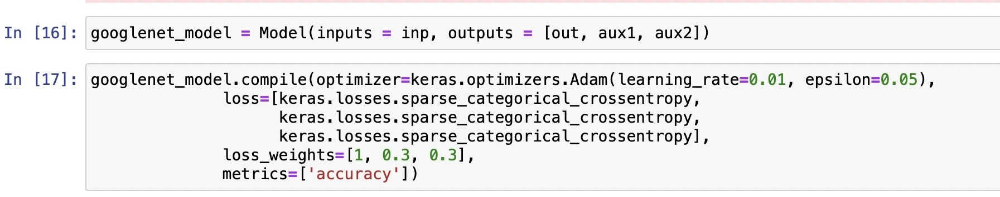 In [16]: googlenet_model = Model(inputs = inp, outputs = [out, aux1, aux2])
In [17]: googlenet_model.compile(optimizer=keras.optimizers.Adam(learning_rate=0.01, epsilon=0.05),
loss=[keras.losses.sparse_categorical_crossentropy,
keras.losses.sparse_categorical_crossentropy,
keras.losses.sparse_categorical_crossentropy],
loss_weights=[1, 0.3, 0.3],
metrics=['accuracy'])